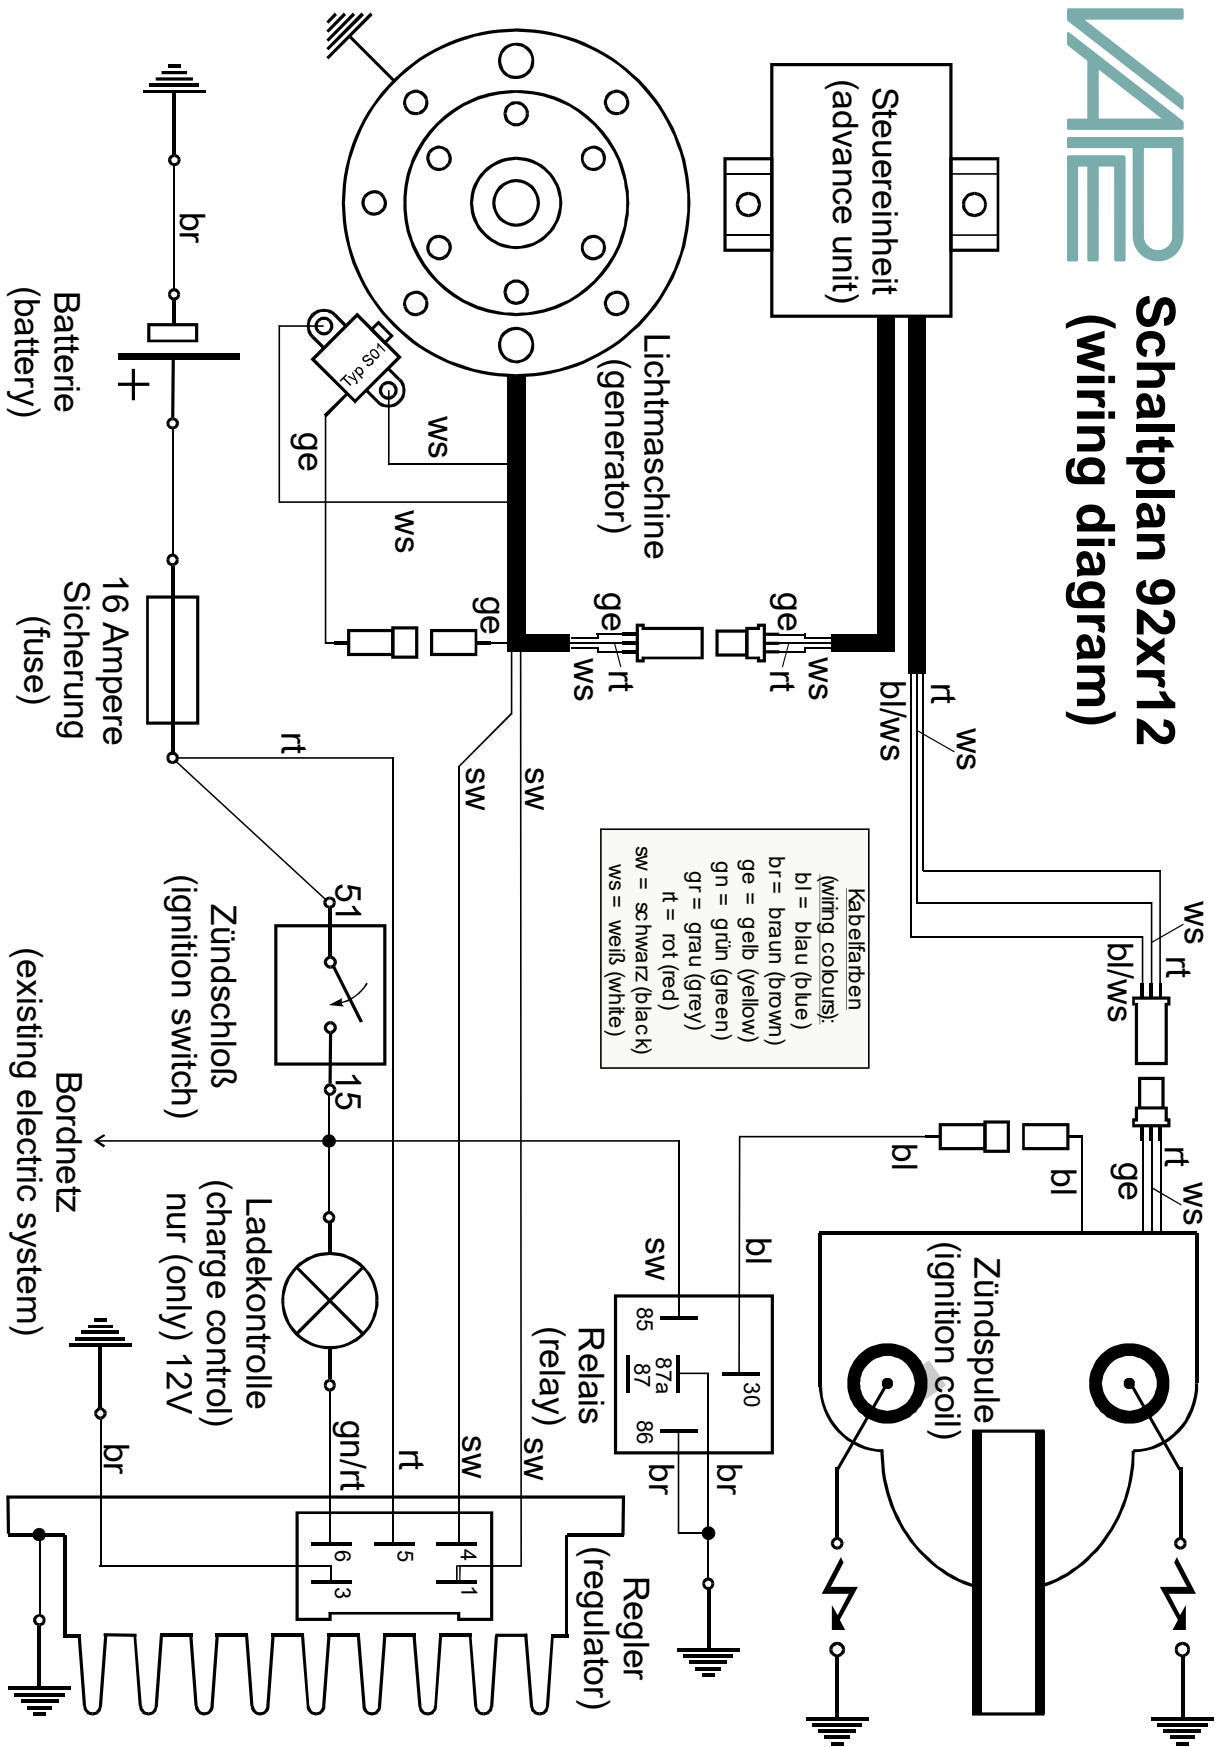 VAPE
Schaltplan 92xr12
(wiring diagram)
Steuereinheit
(advance unit)
rt
ws
bl/ws
ws
rt
bl/ws
rt
ws
ge
bl
bl
Zündspule
(ignition coil)
Lichtmaschine
(generator)
Typ S01
ws
ws
ge
ge
ge
rt
ws
ge
rt
ws
sw
sw
Kabelfarben
(wiring colours):
bl = blau (blue)
br = braun (brown)
ge = gelb (yellow)
gn = grün (green)
gr = grau (grey)
rt = rot (red)
sw = schwarz (black)
ws = weiß (white)
bl
sw
30
85
87a
87
86
Relais
(relay)
br
br
br
Batterie
(battery)
+
16 Ampere
Sicherung
(fuse)
rt
51
15
Zündschloß
(ignition switch)
Bordnetz
(existing electric system)
Ladekontrolle
(charge control)
nur (only) 12V
br
gn/rt
rt
sw
sw
4
1
5
6
3
Regler
(regulator)